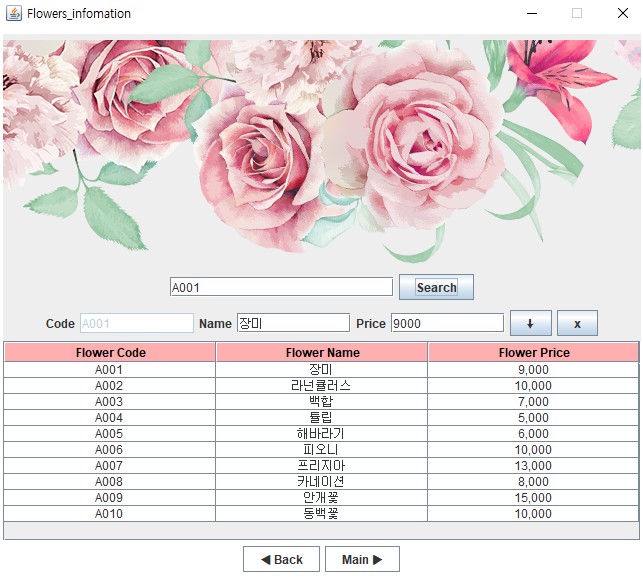 Flowers_infomation
A001 Search
Code A001 Name 장미 Price 9000 ↓ x
Flower Code Flower Name Flower Price
A001 장미 9,000
A002 라넌큘러스 10,000
A003 백합 7,000
A004 튤립 5,000
A005 해바라기 6,000
A006 피오니 10,000
A007 프리지아 13,000
A008 카네이션 8,000
A009 안개꽃 15,000
A010 동백꽃 10,000
◀ Back Main ▶